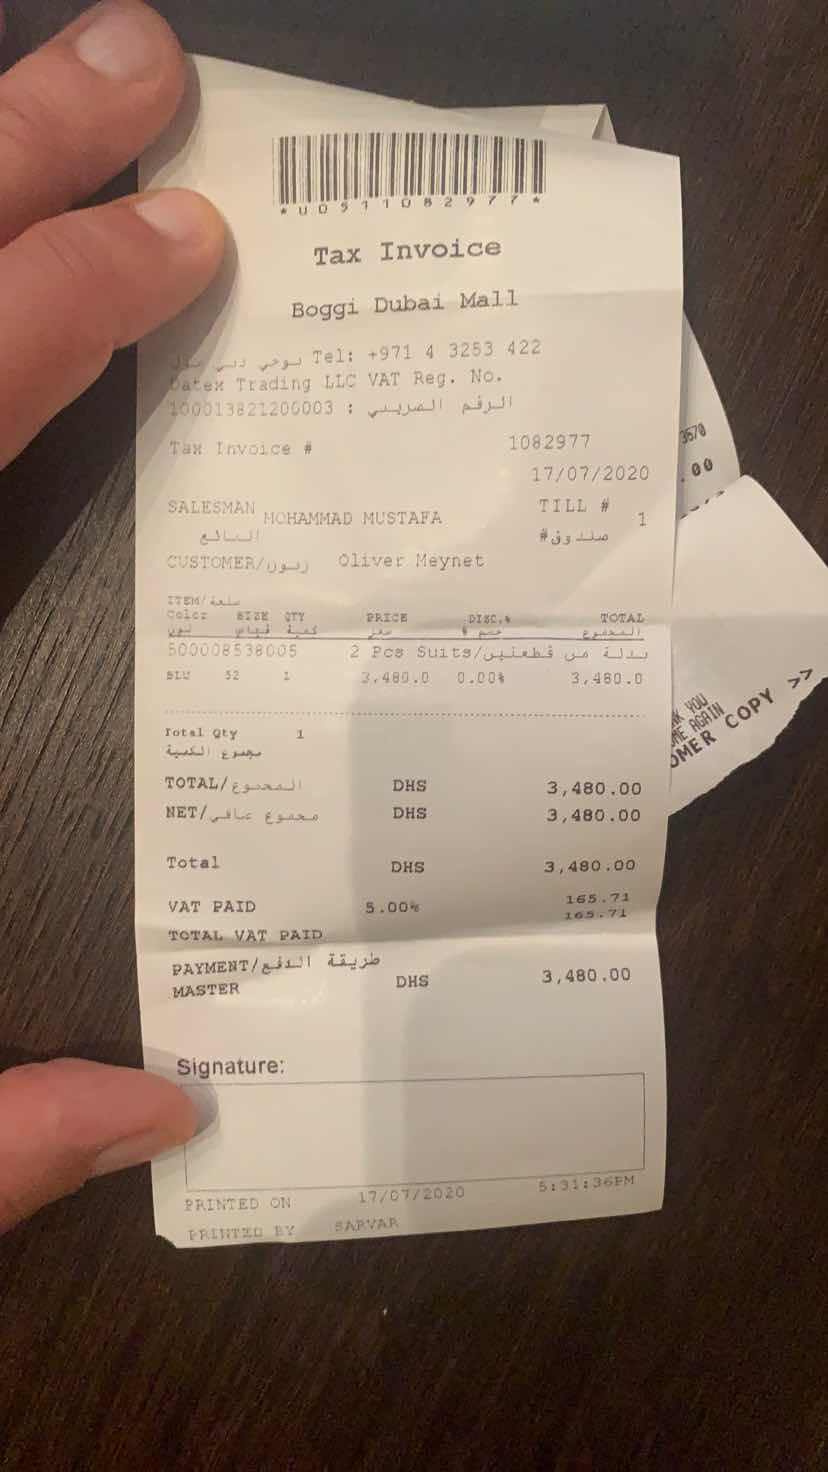 *U0511082977*
Tax Invoice
Boggi Dubai Mall
بوجي دبي مول Tel: +971 4 3253 422
Datex Trading LLC VAT Reg. No.
100013821200003 : الرقم الضريبي
Tax Invoice # 1082977
17/07/2020
SALESMAN MOHAMMAD MUSTAFA TILL # 1
البائع صندوق#
CUSTOMER/زبون Oliver Meynet
ITEM/سلعة
Color SIZE QTY PRICE DISC.% TOTAL
لون قياس كمية سعر خصم % المجموع
500008538005 2 Pcs Suits/بدلة من قطعتين
BLU 52 1 3,480.0 0.00% 3,480.0
Total Qty 1
مجموع الكمية
TOTAL/المجموع DHS 3,480.00
NET/مجموع صافي DHS 3,480.00
Total DHS 3,480.00
VAT PAID 5.00% 165.71
TOTAL VAT PAID 165.71
PAYMENT/طريقة الدفع
MASTER DHS 3,480.00
Signature:
PRINTED ON 17/07/2020 5:31:36PM
PRINTED BY SARVAR
3570
.00
YOU
AGAIN
OMER COPY >>